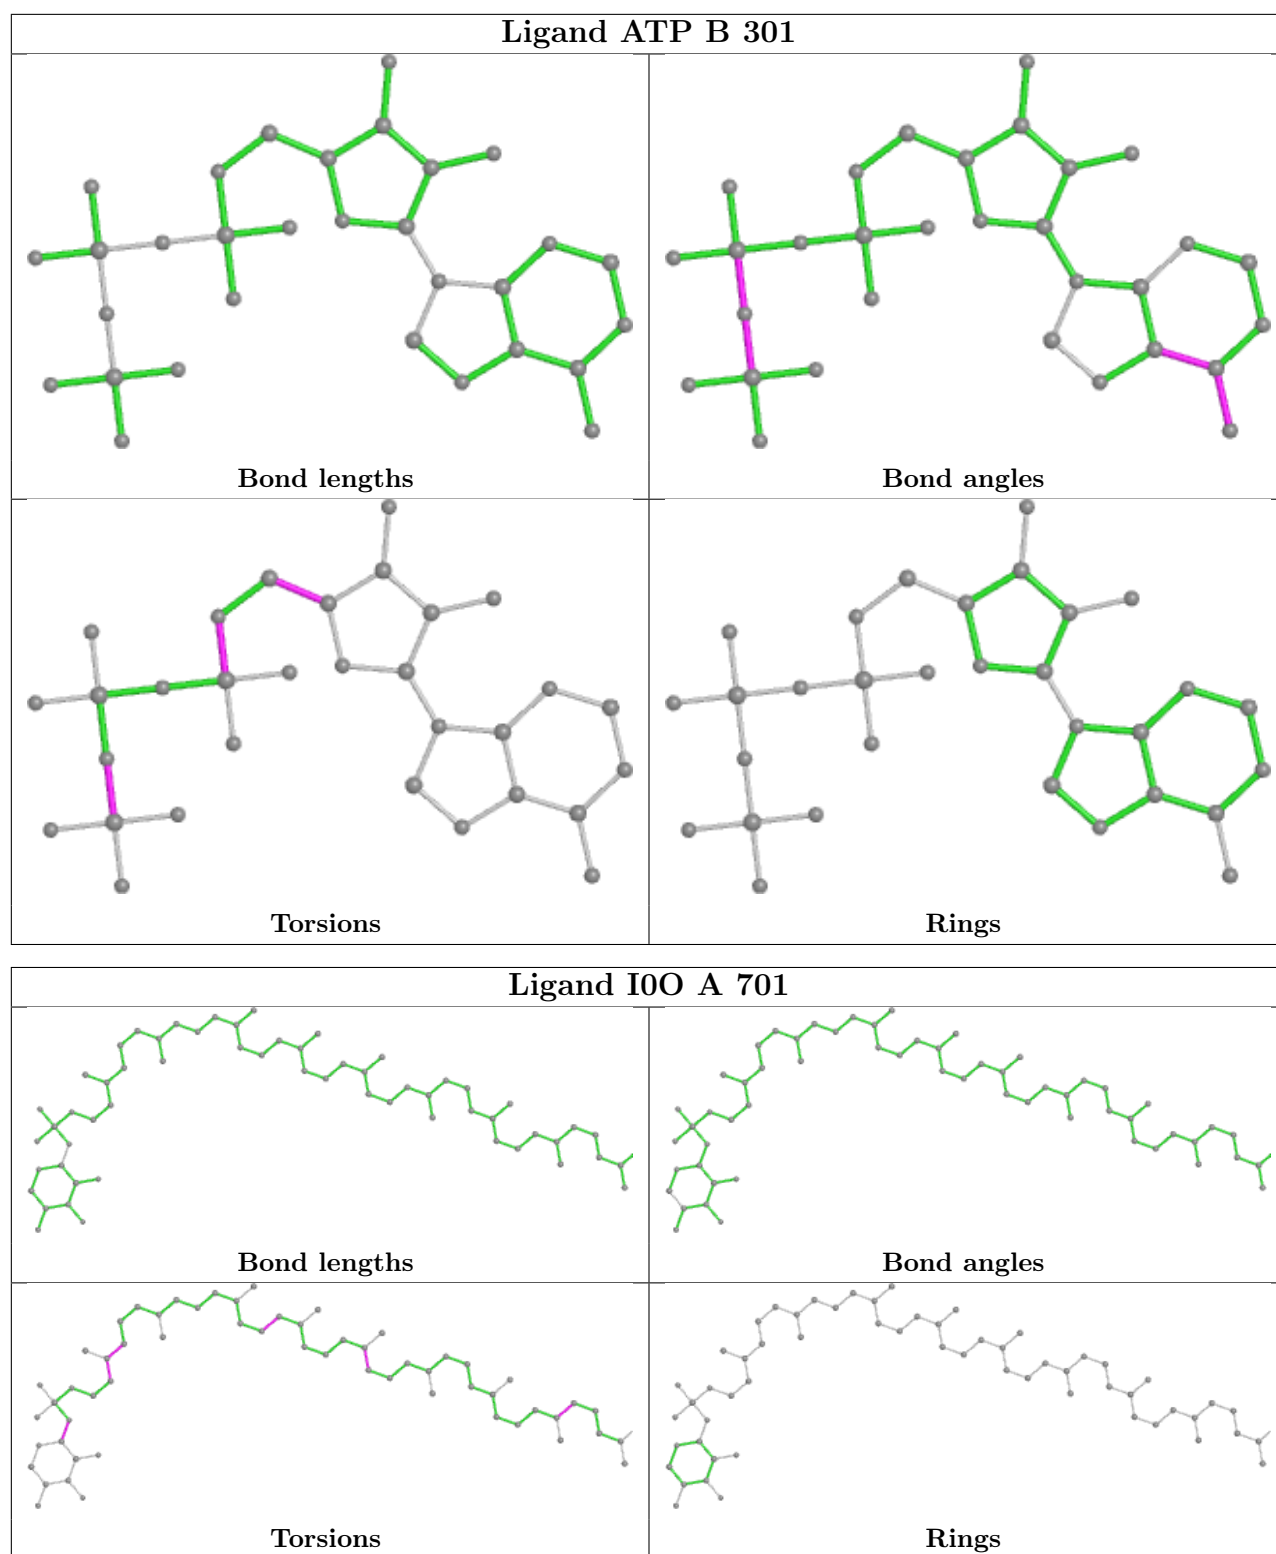 Ligand ATP B 301
Bond lengths
Bond angles
Torsions
Rings
Ligand I0O A 701
Bond lengths
Bond angles
Torsions
Rings